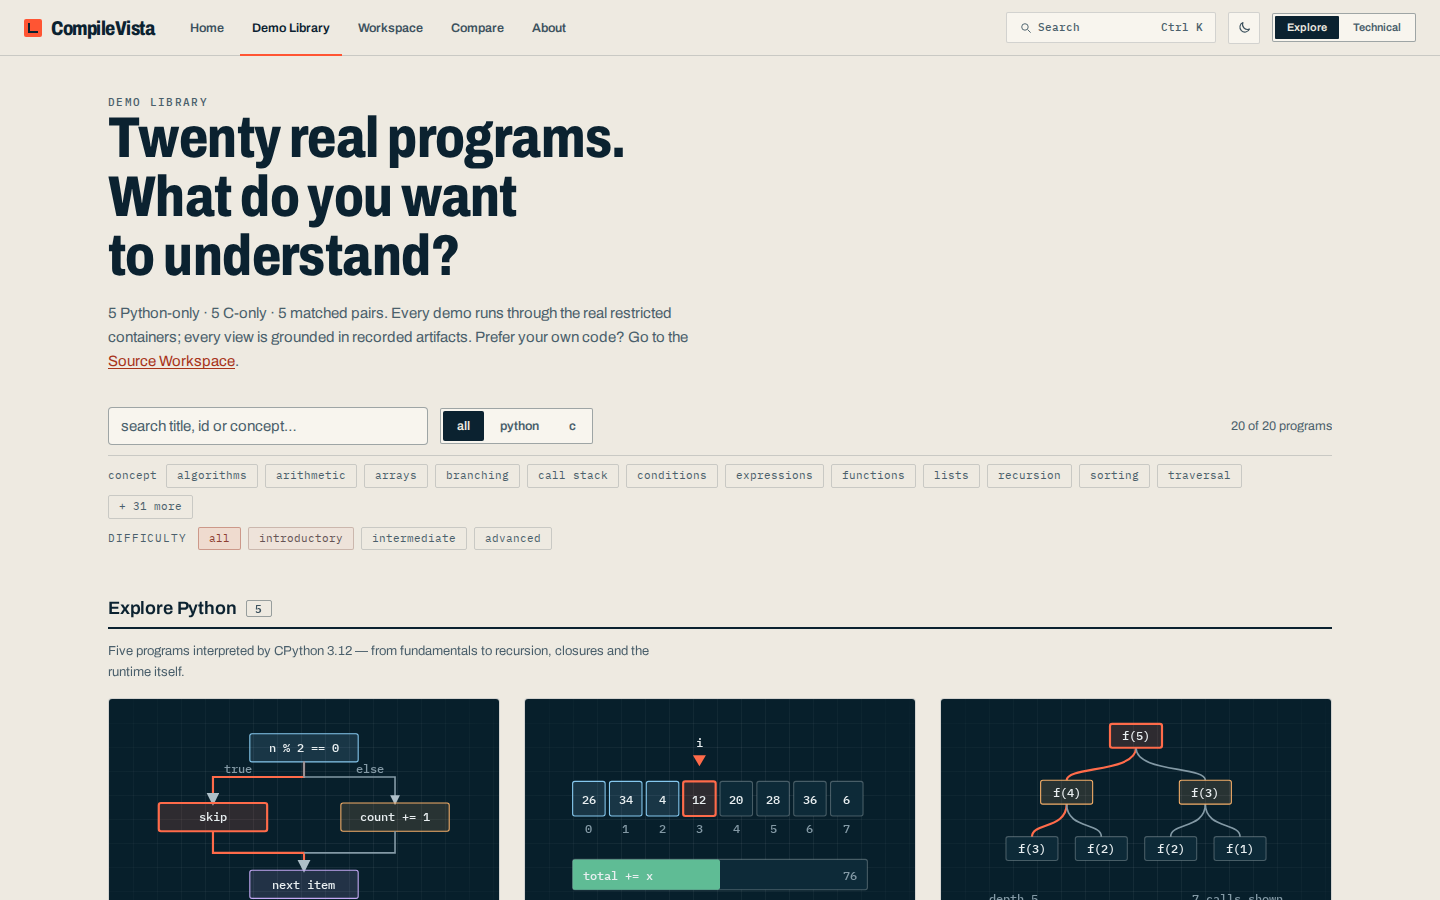 CompileVista Home Demo Library Workspace Compare About Search Ctrl K Explore Technical
DEMO LIBRARY
Twenty real programs.
What do you want
to understand?
5 Python-only · 5 C-only · 5 matched pairs. Every demo runs through the real restricted
containers; every view is grounded in recorded artifacts. Prefer your own code? Go to the
Source Workspace.
search title, id or concept... all python c 20 of 20 programs
concept algorithms arithmetic arrays branching call stack conditions expressions functions lists recursion sorting traversal
+ 31 more
DIFFICULTY all introductory intermediate advanced
Explore Python 5
Five programs interpreted by CPython 3.12 — from fundamentals to recursion, closures and the
runtime itself.
n % 2 == 0
true else
skip count += 1
next item
i
26 34 4 12 20 28 36 6
0 1 2 3 4 5 6 7
total += x 76
f(5)
f(4) f(3)
f(3) f(2) f(2) f(1)
depth 5 7 calls shown